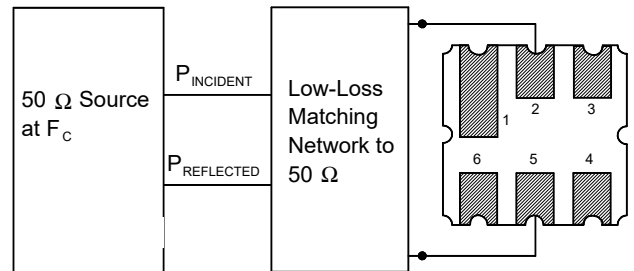 50 Ω Source
at F_C
P_INCIDENT
P_REFLECTED
Low-Loss
Matching
Network to
50 Ω
1
2
3
6
5
4